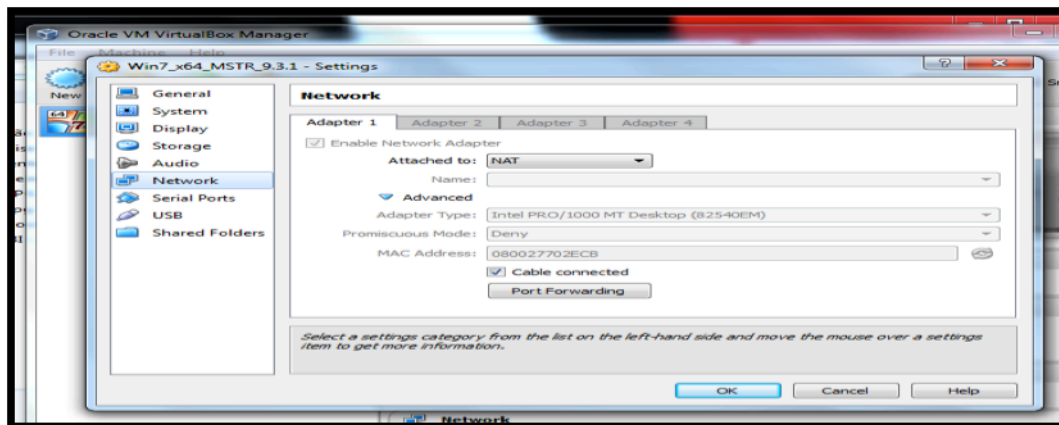 Oracle VM VirtualBox Manager
File Machine Help
Win7_x64_MSTR_9.3.1 - Settings
New
General
System
Display
Storage
Audio
Network
Serial Ports
USB
Shared Folders
Network
Adapter 1 Adapter 2 Adapter 3 Adapter 4
Enable Network Adapter
Attached to: NAT
Name:
Advanced
Adapter Type: Intel PRO/1000 MT Desktop (82540EM)
Promiscuous Mode: Deny
MAC Address: 080027702ECB
Cable connected
Port Forwarding
Select a settings category from the list on the left-hand side and move the mouse over a settings
item to get more information.
OK Cancel Help
Network